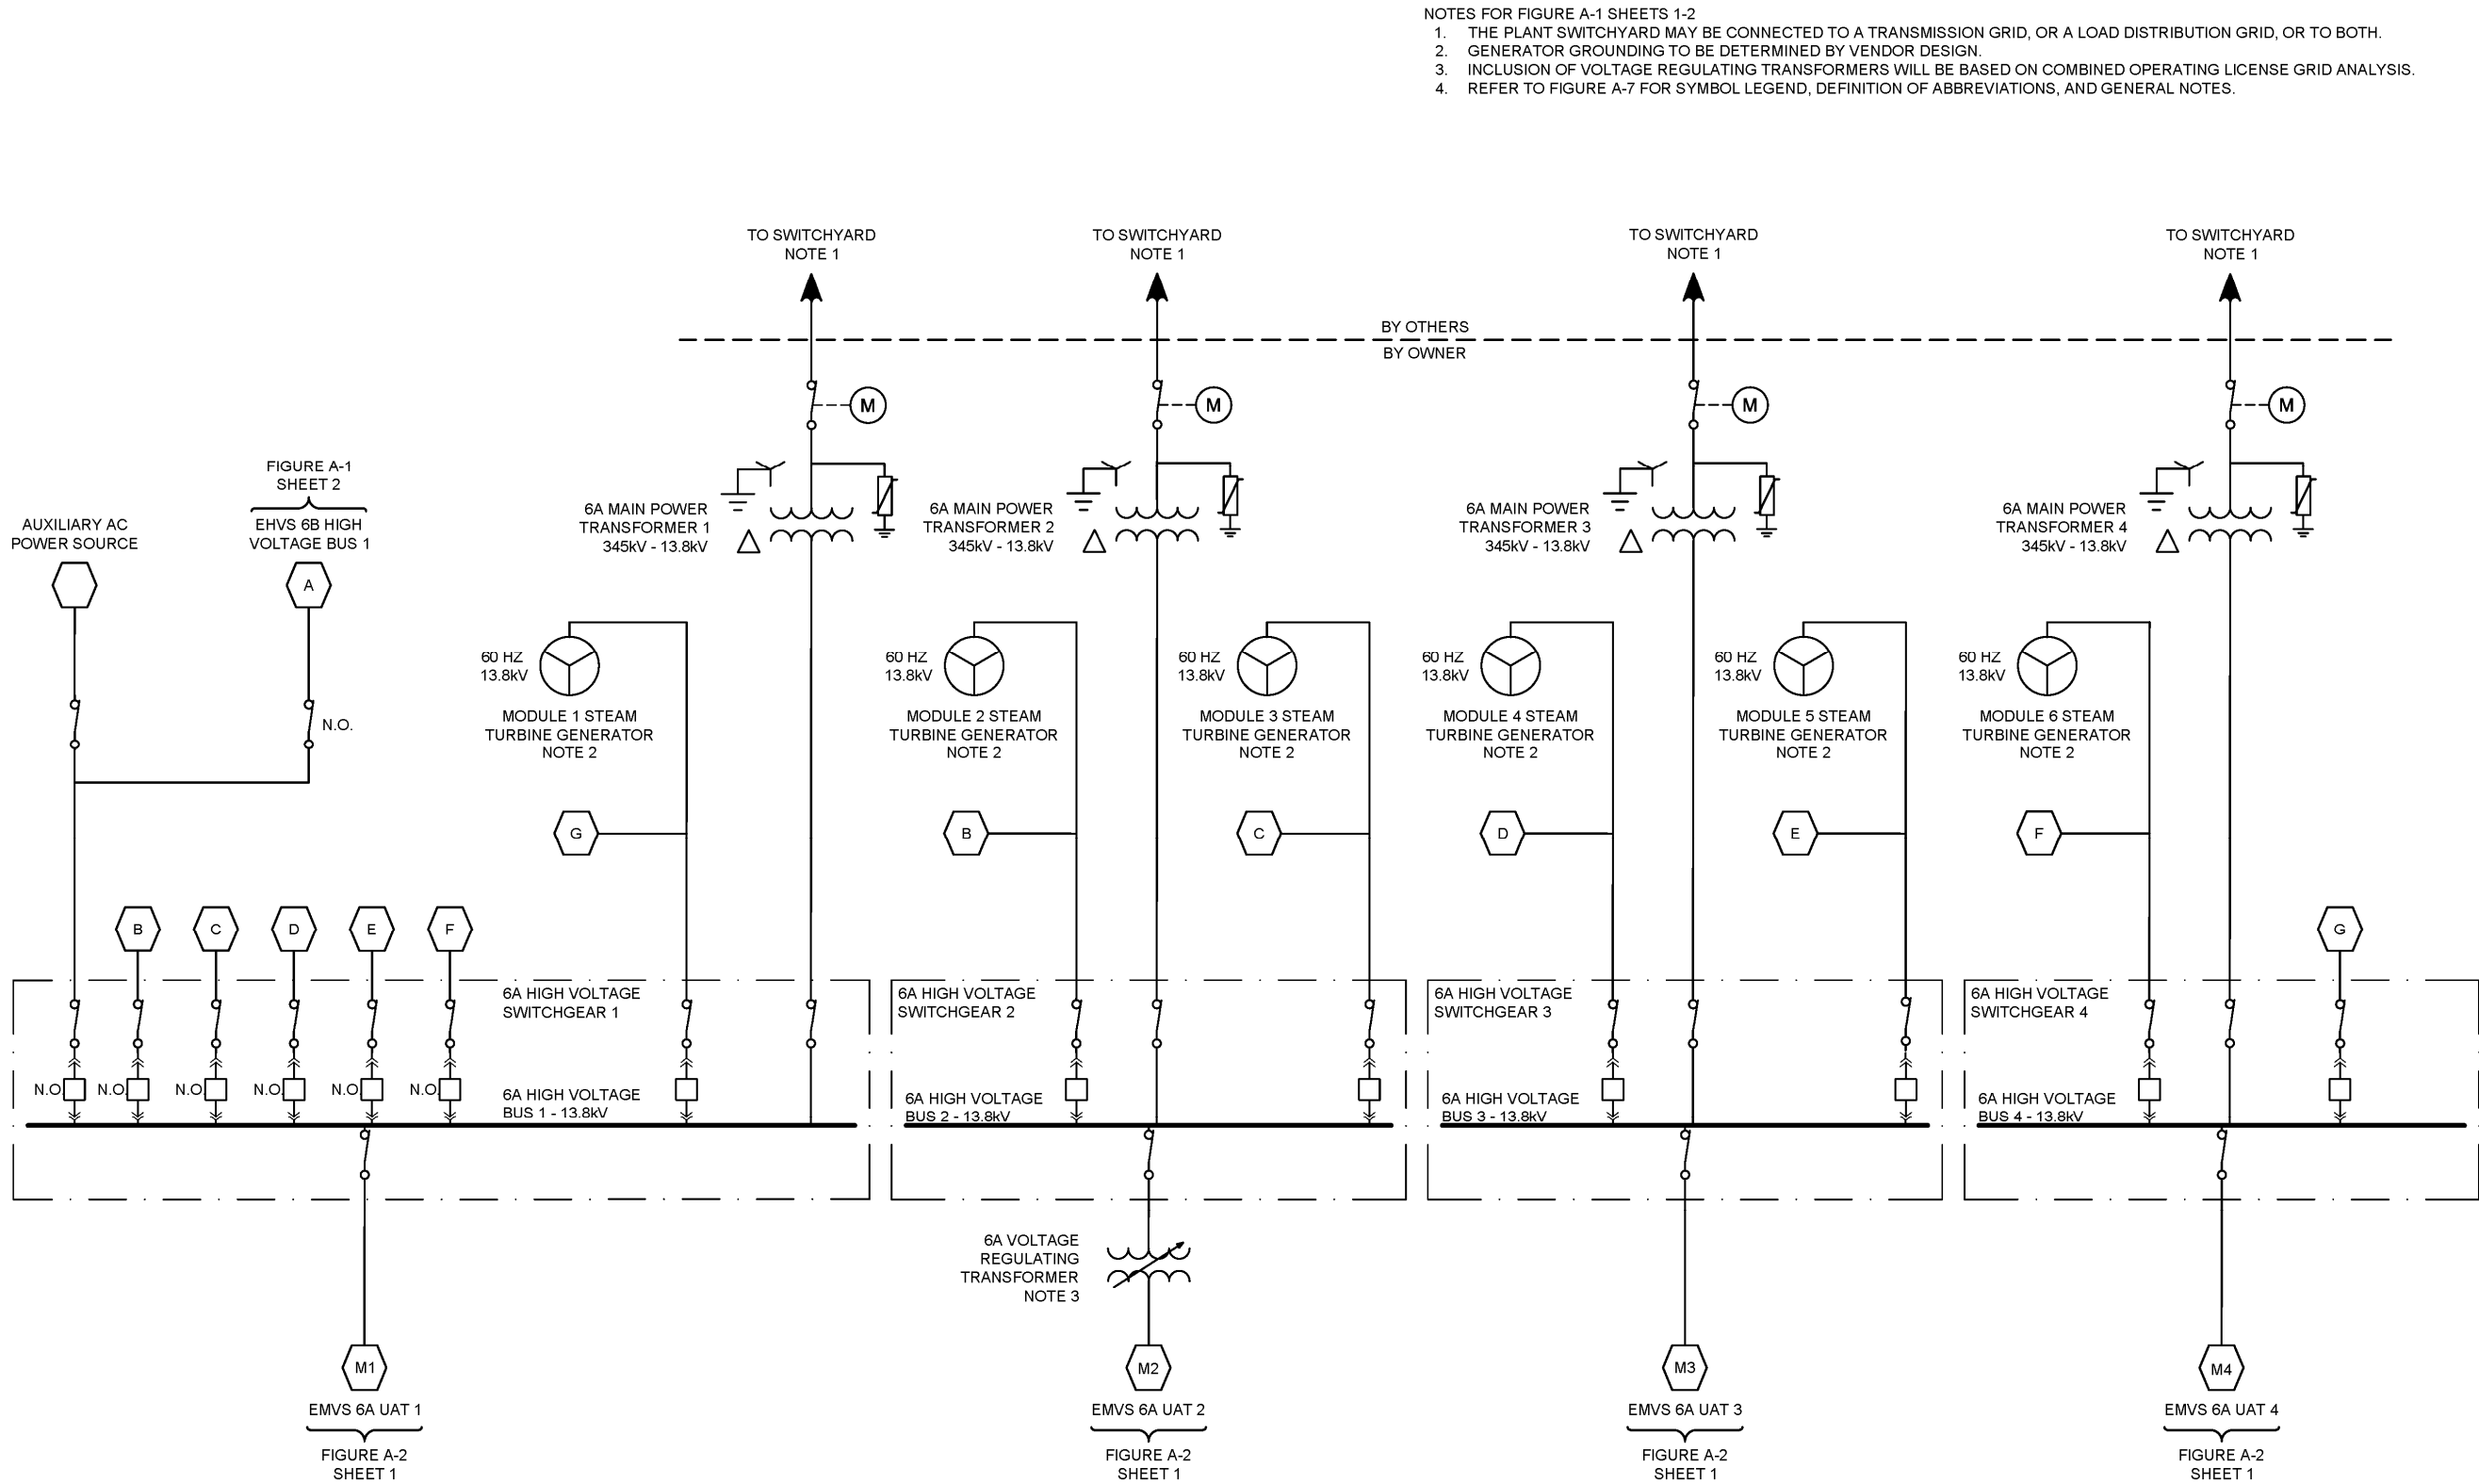 NOTES FOR FIGURE A-1 SHEETS 1-2
1. THE PLANT SWITCHYARD MAY BE CONNECTED TO A TRANSMISSION GRID, OR A LOAD DISTRIBUTION GRID, OR TO BOTH.
2. GENERATOR GROUNDING TO BE DETERMINED BY VENDOR DESIGN.
3. INCLUSION OF VOLTAGE REGULATING TRANSFORMERS WILL BE BASED ON COMBINED OPERATING LICENSE GRID ANALYSIS.
4. REFER TO FIGURE A-7 FOR SYMBOL LEGEND, DEFINITION OF ABBREVIATIONS, AND GENERAL NOTES.
TO SWITCHYARD
NOTE 1
TO SWITCHYARD
NOTE 1
TO SWITCHYARD
NOTE 1
TO SWITCHYARD
NOTE 1
BY OTHERS
BY OWNER
M
M
M
M
FIGURE A-1
SHEET 2
AUXILIARY AC
POWER SOURCE
EHVS 6B HIGH
VOLTAGE BUS 1
A
N.O.
6A MAIN POWER
TRANSFORMER 1
345kV - 13.8kV
6A MAIN POWER
TRANSFORMER 2
345kV - 13.8kV
6A MAIN POWER
TRANSFORMER 3
345kV - 13.8kV
6A MAIN POWER
TRANSFORMER 4
345kV - 13.8kV
60 HZ
13.8kV
MODULE 1 STEAM
TURBINE GENERATOR
NOTE 2
60 HZ
13.8kV
MODULE 2 STEAM
TURBINE GENERATOR
NOTE 2
60 HZ
13.8kV
MODULE 3 STEAM
TURBINE GENERATOR
NOTE 2
60 HZ
13.8kV
MODULE 4 STEAM
TURBINE GENERATOR
NOTE 2
60 HZ
13.8kV
MODULE 5 STEAM
TURBINE GENERATOR
NOTE 2
60 HZ
13.8kV
MODULE 6 STEAM
TURBINE GENERATOR
NOTE 2
G
B
C
D
E
F
B
C
D
E
F
G
6A HIGH VOLTAGE
SWITCHGEAR 1
6A HIGH VOLTAGE
SWITCHGEAR 2
6A HIGH VOLTAGE
SWITCHGEAR 3
6A HIGH VOLTAGE
SWITCHGEAR 4
N.O.
N.O.
N.O.
N.O.
N.O.
N.O.
6A HIGH VOLTAGE
BUS 1 - 13.8kV
6A HIGH VOLTAGE
BUS 2 - 13.8kV
6A HIGH VOLTAGE
BUS 3 - 13.8kV
6A HIGH VOLTAGE
BUS 4 - 13.8kV
6A VOLTAGE
REGULATING
TRANSFORMER
NOTE 3
M1
EMVS 6A UAT 1
FIGURE A-2
SHEET 1
M2
EMVS 6A UAT 2
FIGURE A-2
SHEET 1
M3
EMVS 6A UAT 3
FIGURE A-2
SHEET 1
M4
EMVS 6A UAT 4
FIGURE A-2
SHEET 1